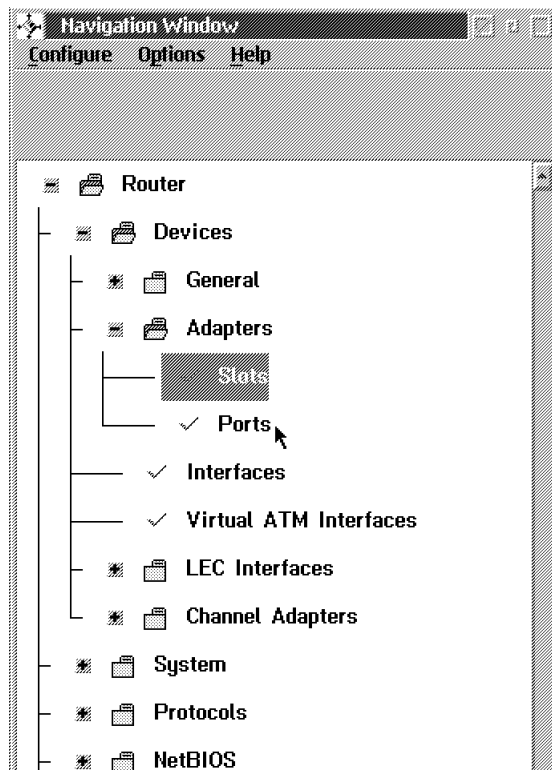 Navigation Window
Configure Options Help
Router
Devices
General
Adapters
Slots
Ports
Interfaces
Virtual ATM Interfaces
LEC Interfaces
Channel Adapters
System
Protocols
NetBIOS